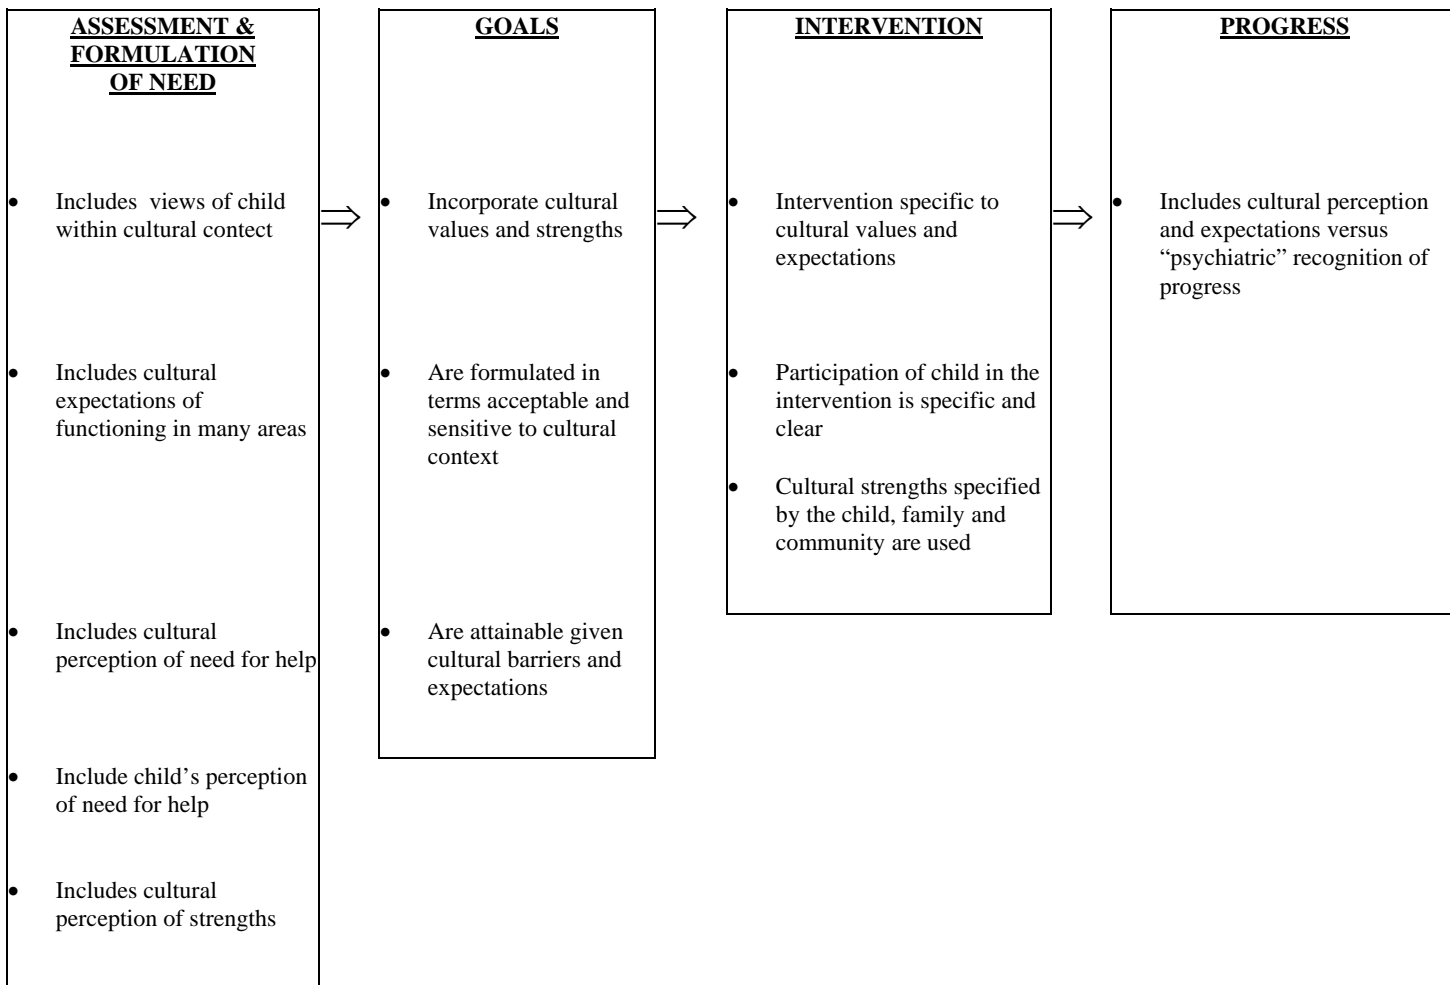 ASSESSMENT &
FORMULATION
OF NEED
• Includes views of child
within cultural contect
• Includes cultural
expectations of
functioning in many areas
• Includes cultural
perception of need for help
• Include child’s perception
of need for help
• Includes cultural
perception of strengths
⇒
GOALS
• Incorporate cultural
values and strengths
• Are formulated in
terms acceptable and
sensitive to cultural
context
• Are attainable given
cultural barriers and
expectations
⇒
INTERVENTION
• Intervention specific to
cultural values and
expectations
• Participation of child in the
intervention is specific and
clear
• Cultural strengths specified
by the child, family and
community are used
⇒
PROGRESS
• Includes cultural perception
and expectations versus
“psychiatric” recognition of
progress